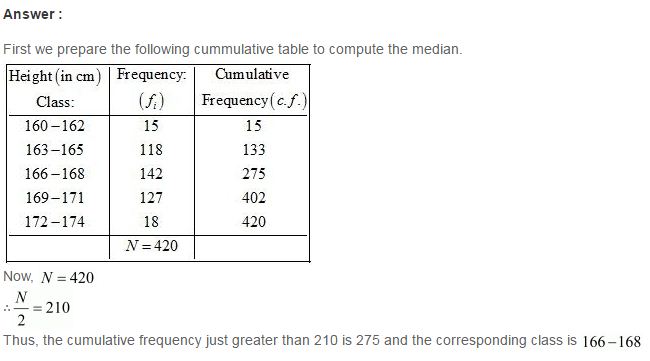 Answer :
First we prepare the following cummulative table to compute the median.
Height (in cm) Frequency: Cumulative
Class: (fᵢ) Frequency (c.f.)
160–162 15 15
163–165 118 133
166–168 142 275
169–171 127 402
172–174 18 420
N = 420
Now, N = 420
∴ N/2 = 210
Thus, the cumulative frequency just greater than 210 is 275 and the corresponding class is 166–168